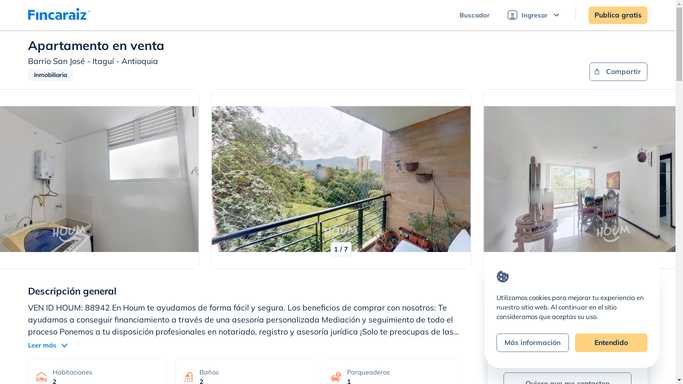 Fincaraiz
Buscador
Ingresar
Publica gratis
Apartamento en venta
Barrio San José - Itaguí - Antioquia
Inmobiliaria
Compartir
HOUM
HOUM
HOUM
1 / 7
Descripción general
VEN ID HOUM: 88942 En Houm te ayudamos de forma fácil y segura. Los beneficios de comprar con nosotros: Te
ayudamos a conseguir financiamiento a través de una asesoría personalizada Mediación y seguimiento de todo el
proceso Ponemos a tu disposición profesionales en notariado, registro y asesoría jurídica ¡Solo te preocupas de las...
Leer más
Habitaciones
2
Baños
2
Parqueaderos
1
Utilizamos cookies para mejorar tu experiencia en
nuestro sitio web. Al continuar en el sitio
consideramos que aceptas su uso.
Más información
Entendido
Quiero que me contacten